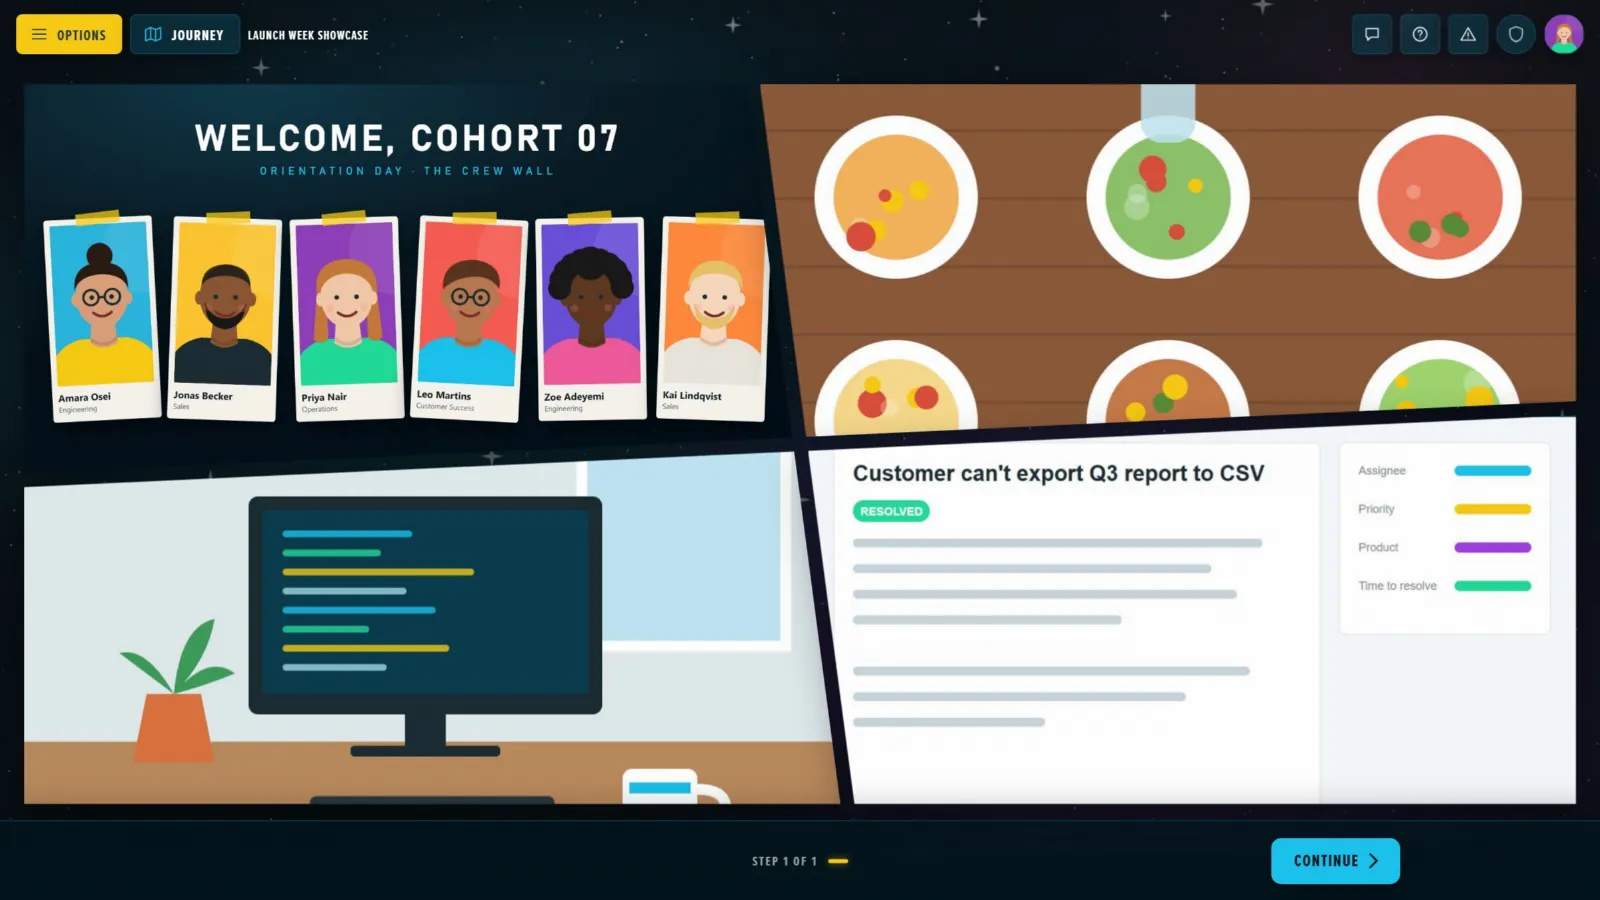 OPTIONS
JOURNEY
LAUNCH WEEK SHOWCASE
WELCOME, COHORT 07
ORIENTATION DAY · THE CREW WALL
Amara Osei
Engineering
Jonas Becker
Sales
Priya Nair
Operations
Leo Martins
Customer Success
Zoe Adeyemi
Engineering
Kai Lindqvist
Sales
Customer can't export Q3 report to CSV
RESOLVED
Assignee
Priority
Product
Time to resolve
STEP 1 OF 1
CONTINUE